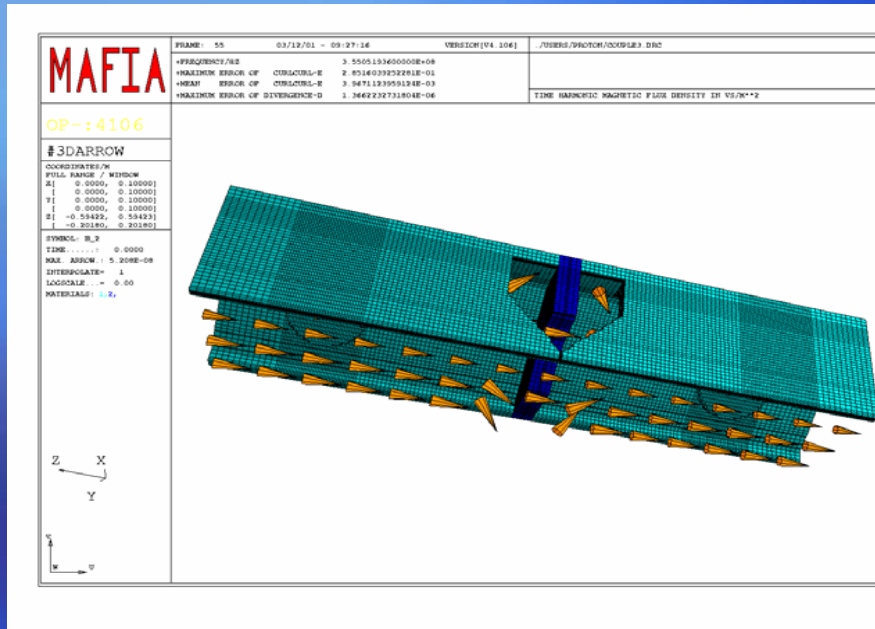 MAFIA
FRAME: 55 03/12/01 - 09:27:16 VERSION[V4.106] ./USERS/PROTON/COUPLE3.DRC
+FREQUENCY/HZ 3.5505193600000E+08
+MAXIMUM ERROR OF CURLCURL-E 2.8516039252281E-01
+MEAN ERROR OF CURLCURL-E 3.9671123959124E-03
+MAXIMUM ERROR OF DIVERGENCE-D 1.3662232731804E-06
TIME HARMONIC MAGNETIC FLUX DENSITY IN VS/M**2
OP-:4106
#3DARROW
COORDINATES/M
FULL RANGE / WINDOW
X[ 0.0000, 0.10000]
[ 0.0000, 0.10000]
Y[ 0.0000, 0.10000]
[ 0.0000, 0.10000]
Z[ -0.59422, 0.59423]
[ -0.20180, 0.20180]
SYMBOL: B_2
TIME......: 0.0000
MAX. ARROW.: 5.208E-08
INTERPOLATE= 1
LOGSCALE...= 0.00
MATERIALS: 1,2,
Z X
Y
V
W U